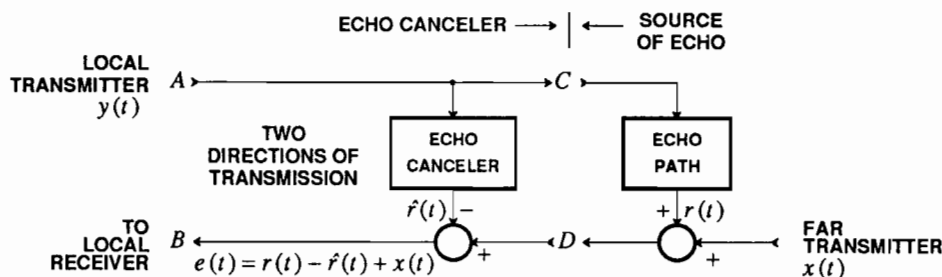 ECHO CANCELER
SOURCE
OF ECHO
LOCAL
TRANSMITTER
y(t)
A
C
TWO
DIRECTIONS OF
TRANSMISSION
ECHO
CANCELER
ECHO
PATH
r̂(t) −
+ r(t)
TO
LOCAL
RECEIVER
B
+
D
+
e(t) = r(t) − r̂(t) + x(t)
FAR
TRANSMITTER
x(t)